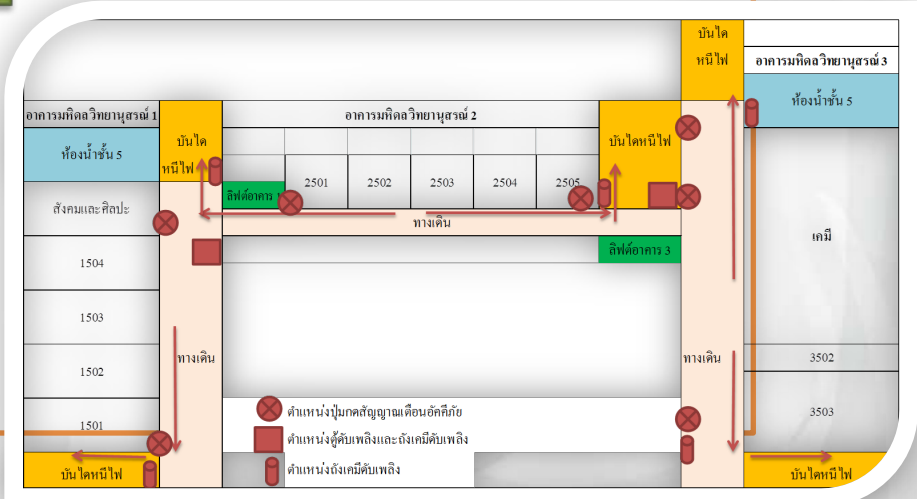 บันได
หนีไฟ
อาคารมหิดลวิทยานุสรณ์ 3
ห้องน้ำชั้น 5
อาคารมหิดลวิทยานุสรณ์ 1
อาคารมหิดลวิทยานุสรณ์ 2
ห้องน้ำชั้น 5
บันได
หนีไฟ
บันไดหนีไฟ
ลิฟต์อาคาร 1
2501
2502
2503
2504
2505
สังคมและศิลปะ
ทางเดิน
เคมี
1504
ลิฟต์อาคาร 3
1503
ทางเดิน
ทางเดิน
3502
1502
3503
1501
ตำแหน่งปุ่มกดสัญญาณเตือนอัคคีภัย
ตำแหน่งตู้ดับเพลิงและถังเคมีดับเพลิง
ตำแหน่งถังเคมีดับเพลิง
บันไดหนีไฟ
บันไดหนีไฟ